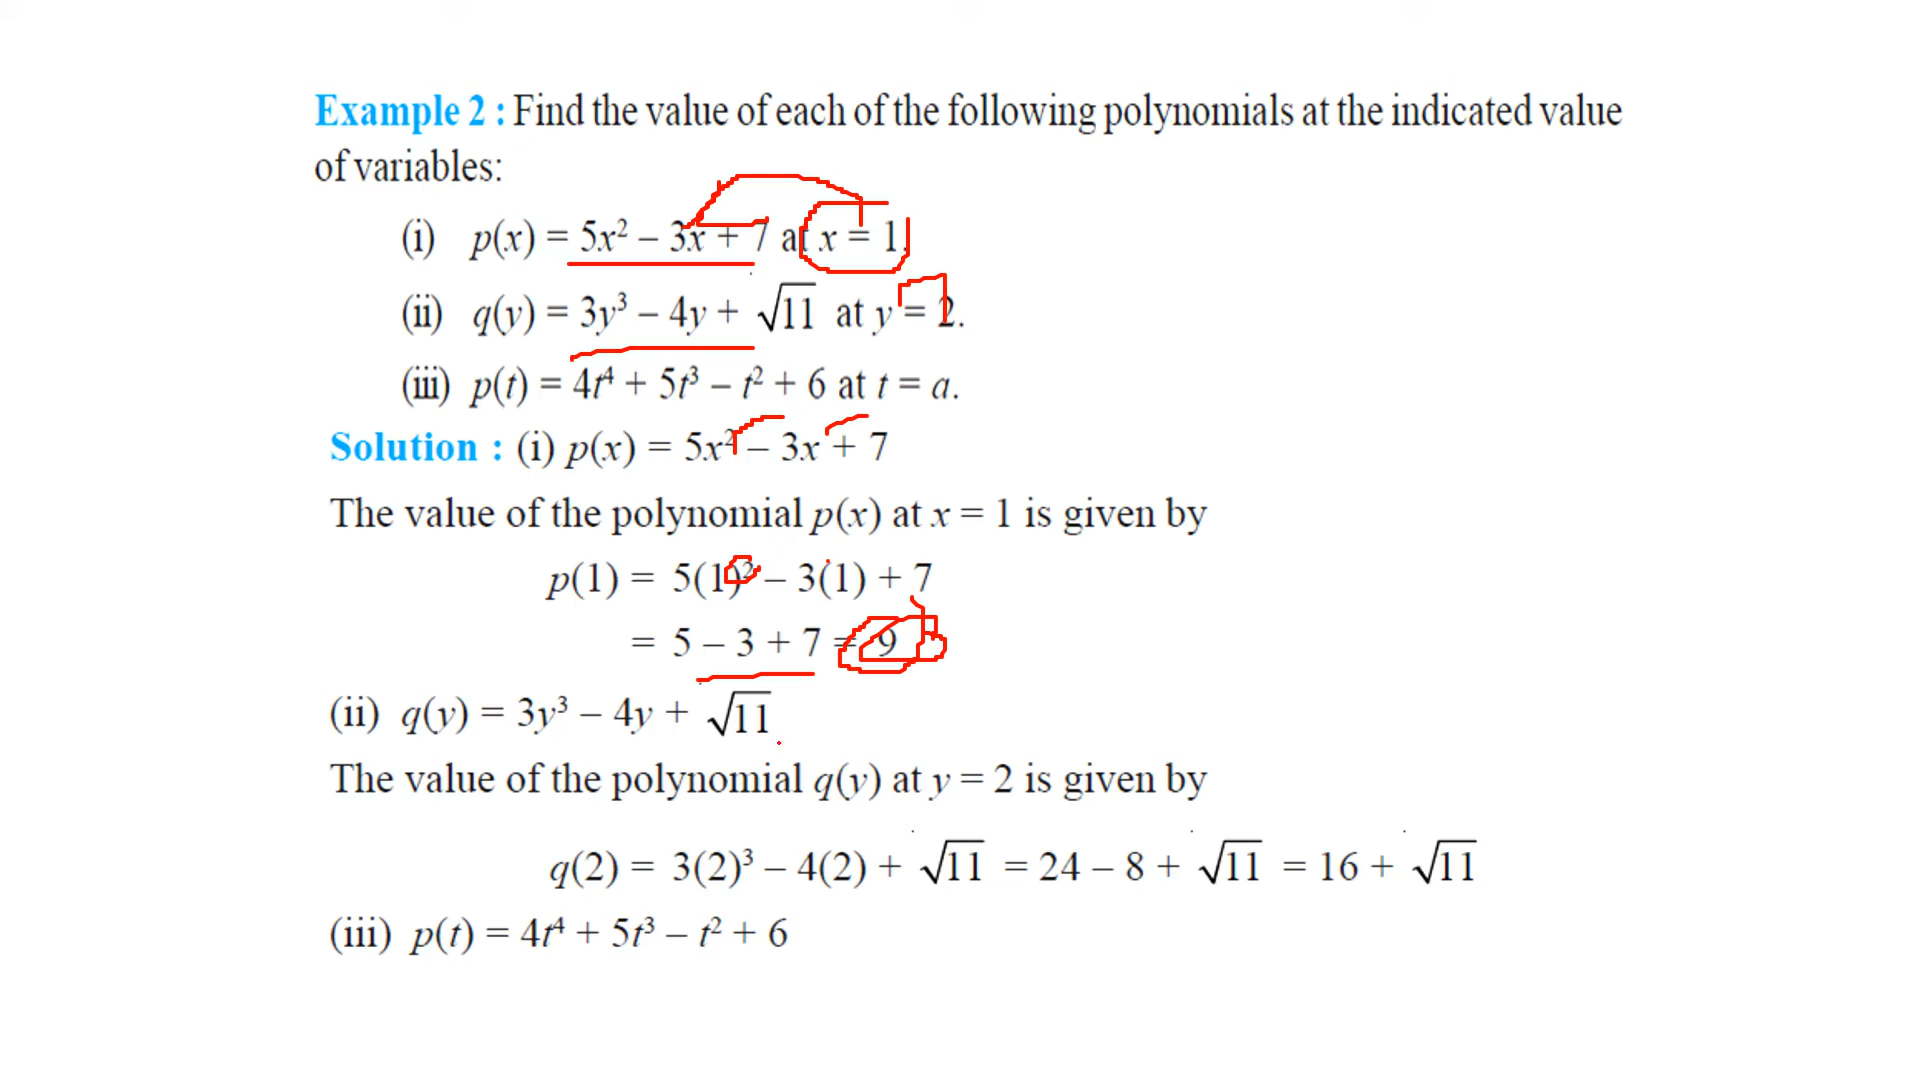 Example 2 : Find the value of each of the following polynomials at the indicated value
of variables:
(i) p(x) = 5x² – 3x + 7 at x = 1.
(ii) q(y) = 3y³ – 4y + √11 at y = 2.
(iii) p(t) = 4t⁴ + 5t³ – t² + 6 at t = a.
Solution : (i) p(x) = 5x² – 3x + 7
The value of the polynomial p(x) at x = 1 is given by
p(1) = 5(1)² – 3(1) + 7
= 5 – 3 + 7 = 9
(ii) q(y) = 3y³ – 4y + √11
The value of the polynomial q(y) at y = 2 is given by
q(2) = 3(2)³ – 4(2) + √11 = 24 – 8 + √11 = 16 + √11
(iii) p(t) = 4t⁴ + 5t³ – t² + 6